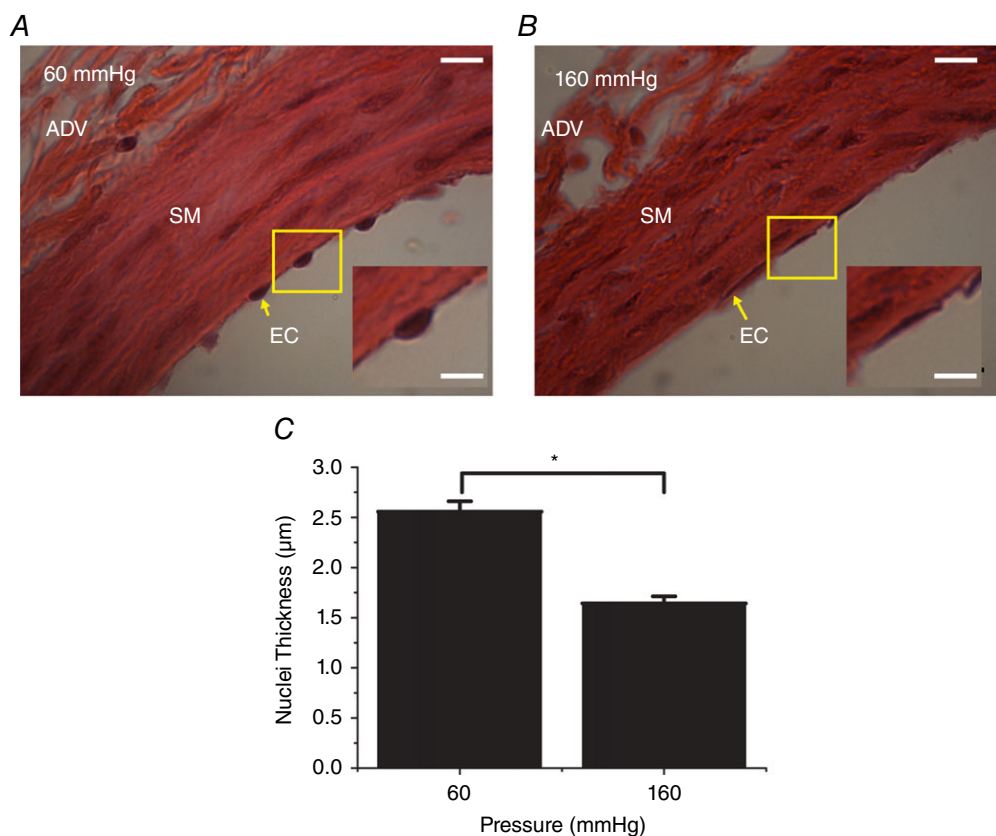 A
60 mmHg
ADV
SM
EC
B
160 mmHg
ADV
SM
EC
C
*
3.0
2.5
2.0
1.5
1.0
0.5
0.0
Nuclei Thickness (µm)
60 160
Pressure (mmHg)